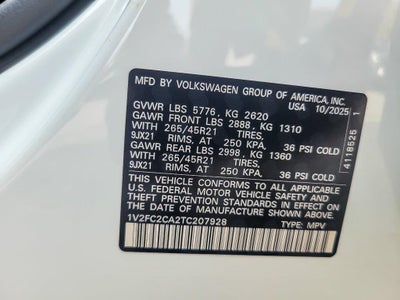 MFD BY VOLKSWAGEN GROUP OF AMERICA, INC.
USA 10/2025
GVWR LBS 5776, KG 2620
GAWR FRONT LBS 2888, KG 1310
WITH 265/45R21 TIRES,
9JX21 RIMS, AT 250 KPA. 36 PSI COLD
GAWR REAR LBS 2998, KG 1360
WITH 265/45R21 TIRES,
9JX21 RIMS, AT 250 KPA. 36 PSI COLD
THIS VEHICLE CONFORMS TO ALL APPLICABLE
U.S. FEDERAL MOTOR VEHICLE SAFETY AND
THEFT PREVENTION STANDARDS IN EFFECT ON
THE DATE OF MANUFACTURE SHOWN ABOVE.
1V2FC2CA2TC207928 TYPE: MPV
4118525 1